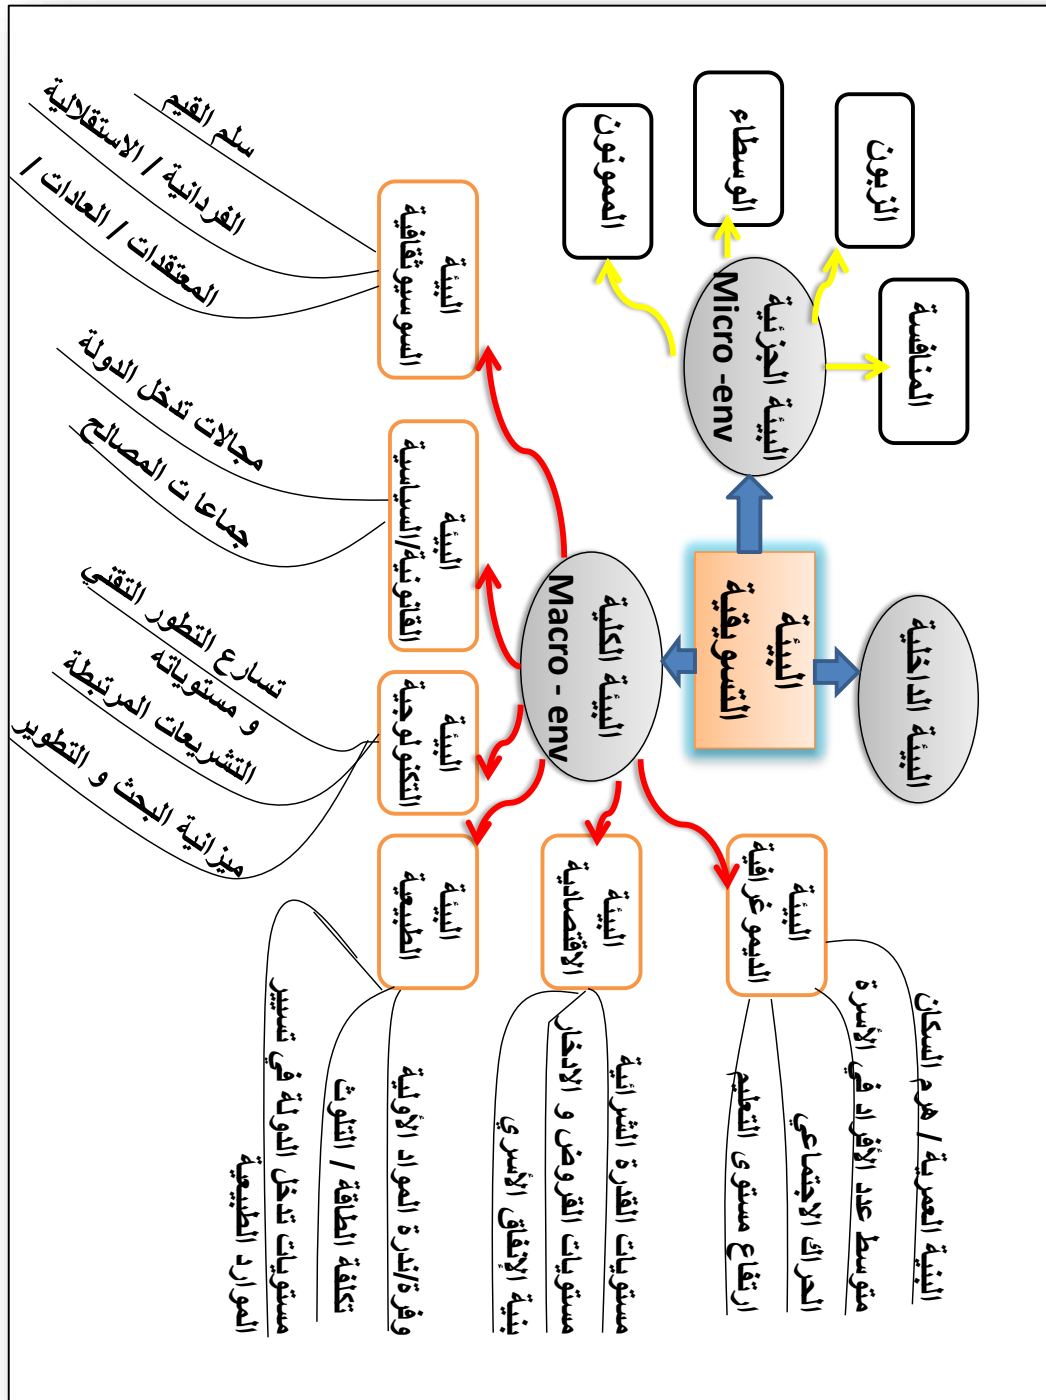 البيئة الداخلية
البيئة
التسويقية
المنافسة
الزبون
الوسطاء
الممونون
البيئة الجزئية
Micro -env
البيئة الكلية
Macro - env
البيئة
الديموغرافية
البنية العمرية / هرم السكان
متوسط عدد الأفراد في الأسرة
الحراك الاجتماعي
ارتفاع مستوى التعليم
البيئة
الاقتصادية
مستويات القدرة الشرائية
مستويات القروض و الادخار
بنية الإنفاق الأسري
البيئة
الطبيعية
وفرة/ندرة المواد الأولية
تكلفة الطاقة / التلوث
مستويات تدخل الدولة في تسيير
الموارد الطبيعية
البيئة
التكنولوجية
تسارع التطور التقني
و مستوياته
التشريعات المرتبطة
ميزانية البحث و التطوير
البيئة
القانونية/السياسية
مجالات تدخل الدولة
جماعا ت المصالح
البيئة
السوسيوثقافية
سلم القيم
الفردانية / الاستقلالية
المعتقدات / العادات /